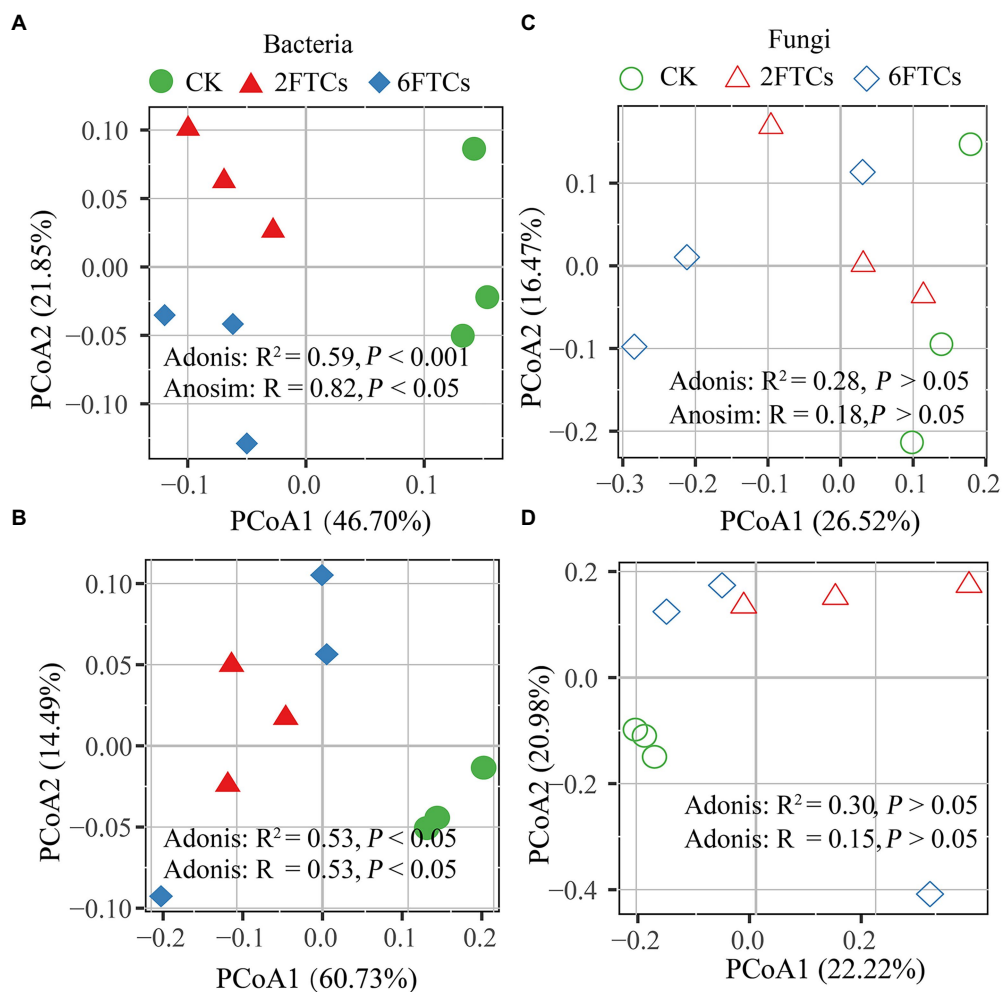 A
Bacteria
CK 2FTCs 6FTCs
0.10
0.05
0.00
−0.05
−0.10
PCoA2 (21.85%)
Adonis: R² = 0.59, P < 0.001
Anosim: R = 0.82, P < 0.05
−0.1 0.0 0.1
PCoA1 (46.70%)
C
Fungi
CK 2FTCs 6FTCs
0.1
0.0
−0.1
−0.2
PCoA2 (16.47%)
Adonis: R² = 0.28, P > 0.05
Anosim: R = 0.18, P > 0.05
−0.3 −0.2 −0.1 0.0 0.1 0.2
PCoA1 (26.52%)
B
0.10
0.05
0.00
−0.05
−0.10
PCoA2 (14.49%)
Adonis: R² = 0.53, P < 0.05
Adonis: R = 0.53, P < 0.05
−0.2 −0.1 0.0 0.1 0.2
PCoA1 (60.73%)
D
0.2
0.0
−0.2
−0.4
PCoA2 (20.98%)
Adonis: R² = 0.30, P > 0.05
Adonis: R = 0.15, P > 0.05
−0.2 0.0 0.2
PCoA1 (22.22%)